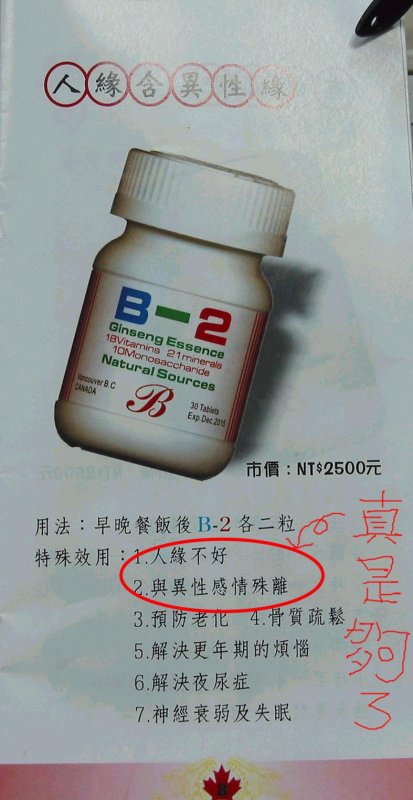 人緣含異性緣
B-2
Ginseng Essence
18Vitamins 21minerals
10Monosaccharide
Natural Sources
Vancouver B.C
CANADA
B
30 Tablets
Exp.Dec.2015
市價：NT$2500元
用法：早晚餐飯後B-2各二粒
特殊效用：1.人緣不好
2.與異性感情殊離
3.預防老化 4.骨質疏鬆
5.解決更年期的煩惱
6.解決夜尿症
7.神經衰弱及失眠
真是夠了
8